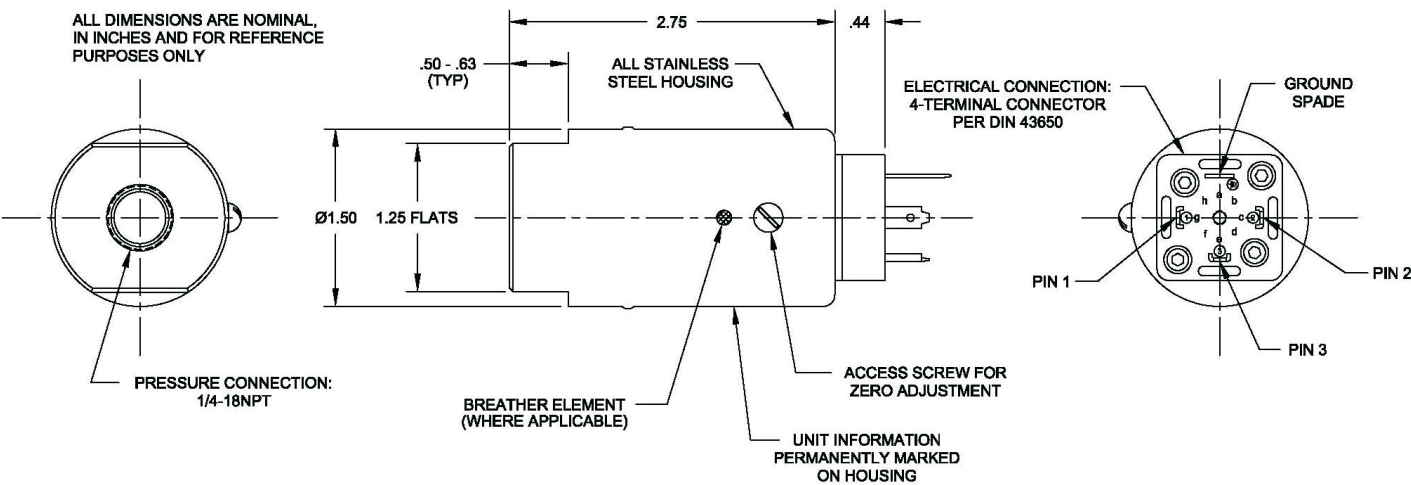 ALL DIMENSIONS ARE NOMINAL,
IN INCHES AND FOR REFERENCE
PURPOSES ONLY
2.75
.44
.50 - .63
(TYP)
ALL STAINLESS
STEEL HOUSING
ELECTRICAL CONNECTION:
4-TERMINAL CONNECTOR
PER DIN 43650
GROUND
SPADE
Ø1.50
1.25 FLATS
a
h
b
1
g
c
2
f
d
e
3
PIN 1
PIN 2
PIN 3
PRESSURE CONNECTION:
1/4-18NPT
BREATHER ELEMENT
(WHERE APPLICABLE)
ACCESS SCREW FOR
ZERO ADJUSTMENT
UNIT INFORMATION
PERMANENTLY MARKED
ON HOUSING